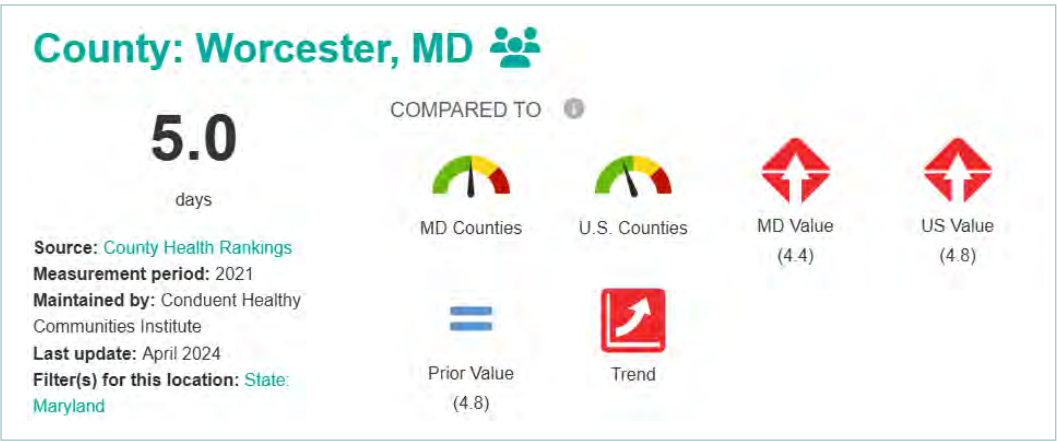 County: Worcester, MD
5.0
days
Source: County Health Rankings
Measurement period: 2021
Maintained by: Conduent Healthy
Communities Institute
Last update: April 2024
Filter(s) for this location: State:
Maryland
COMPARED TO
MD Counties
U.S. Counties
MD Value
(4.4)
US Value
(4.8)
Prior Value
(4.8)
Trend